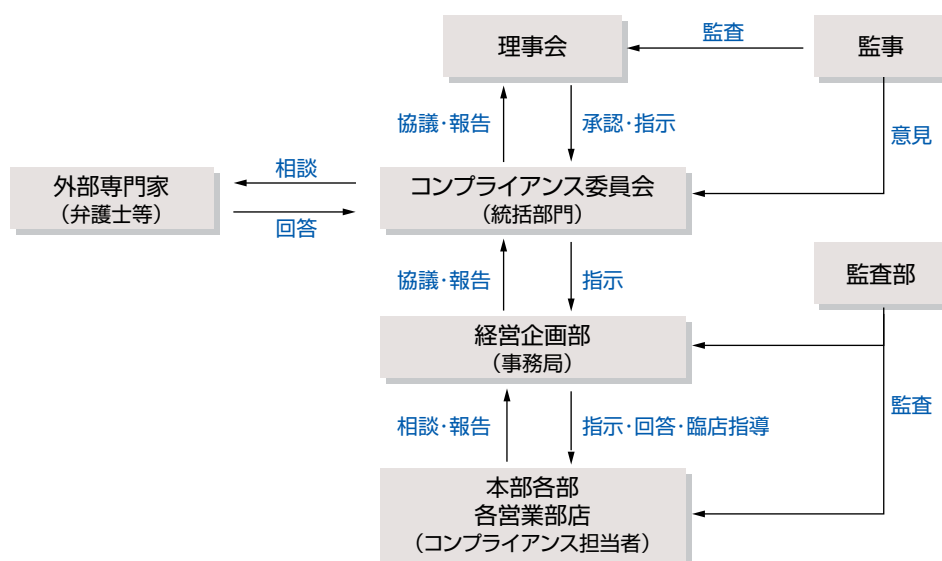 理事会
監査
監事
協議･報告
承認･指示
意見
外部専門家
（弁護士等）
相談
回答
コンプライアンス委員会
（統括部門）
協議･報告
指示
監査部
経営企画部
（事務局）
監査
相談･報告
指示･回答･臨店指導
本部各部
各営業部店
（コンプライアンス担当者）